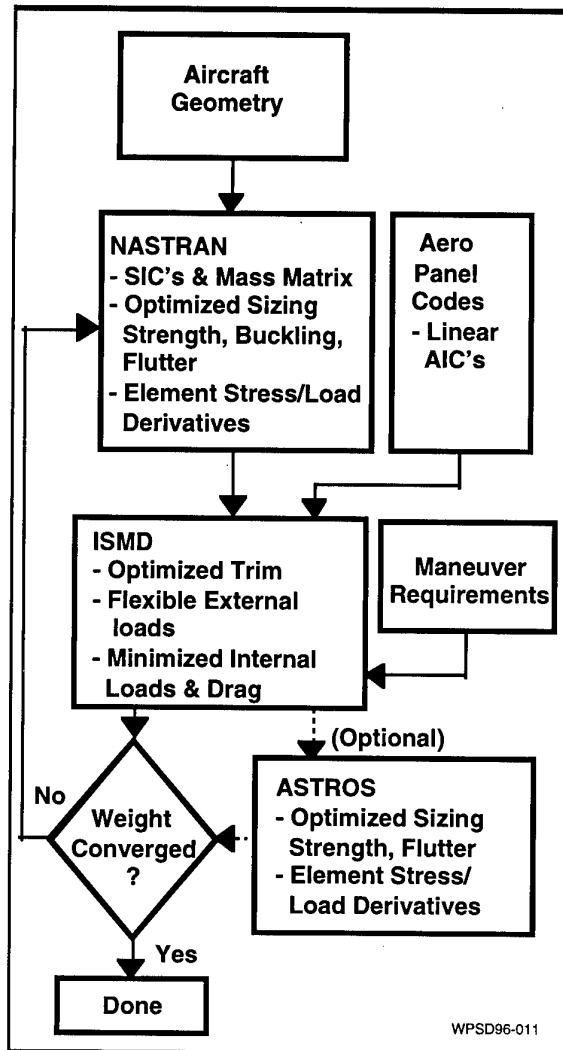 Aircraft
Geometry
NASTRAN
- SIC's & Mass Matrix
- Optimized Sizing
Strength, Buckling,
Flutter
- Element Stress/Load
Derivatives
Aero
Panel
Codes
- Linear
AIC's
ISMD
- Optimized Trim
- Flexible External
loads
- Minimized Internal
Loads & Drag
Maneuver
Requirements
(Optional)
ASTROS
- Optimized Sizing
Strength, Flutter
- Element Stress/
Load Derivatives
No
Weight
Converged
?
Yes
Done
WPSD96-011